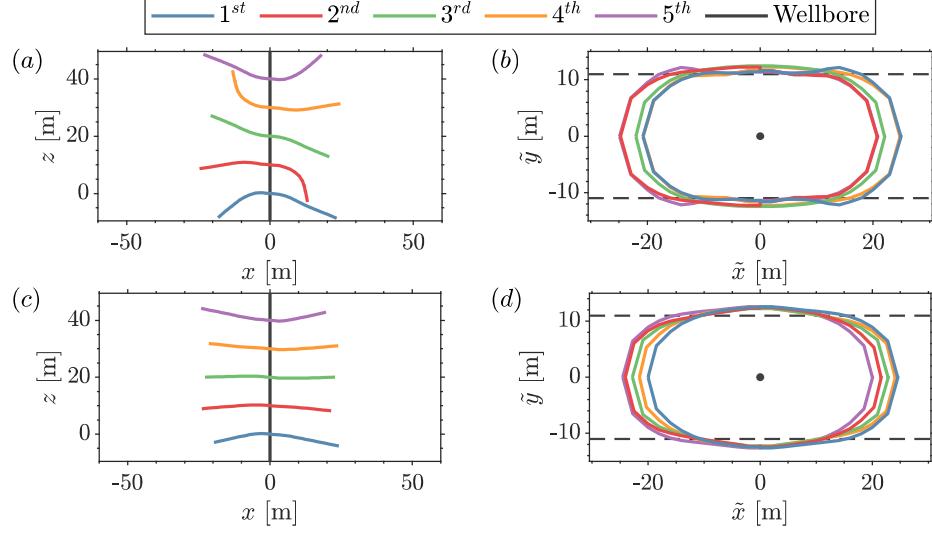 1st 2nd 3rd 4th 5th Wellbore
(a) (b)
z [m] 40 20 0
-50 0 50
x [m]
ỹ [m] 10 0 -10
-20 0 20
x̃ [m]
(c) (d)
z [m] 40 20 0
-50 0 50
x [m]
ỹ [m] 10 0 -10
-20 0 20
x̃ [m]